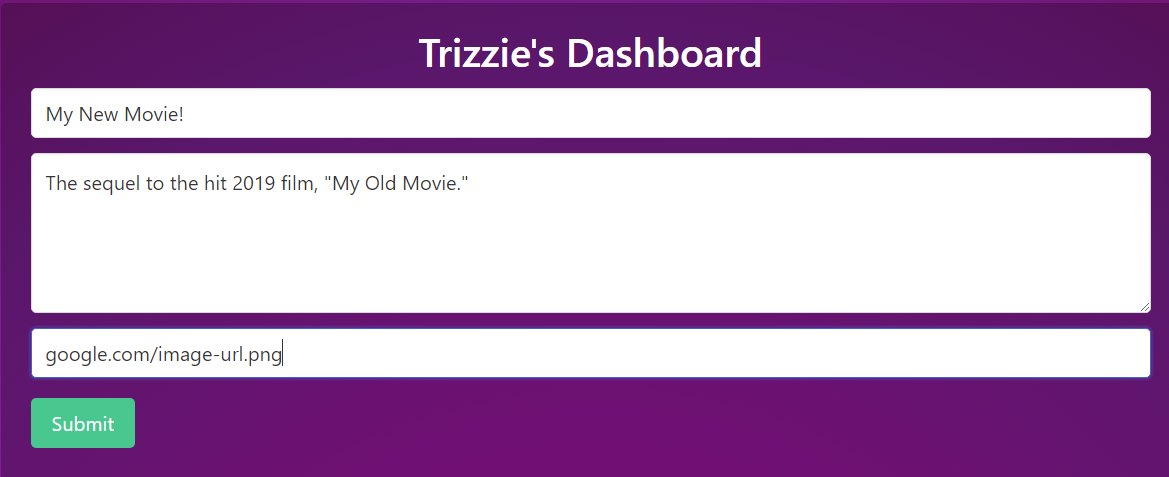 Trizzie's Dashboard
My New Movie!
The sequel to the hit 2019 film, "My Old Movie."
google.com/image-url.png
Submit